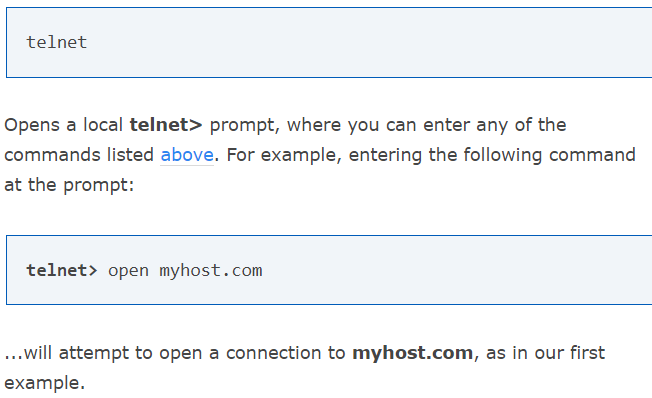 telnet
Opens a local telnet> prompt, where you can enter any of the
commands listed above. For example, entering the following command
at the prompt:
telnet> open myhost.com
...will attempt to open a connection to myhost.com, as in our first
example.